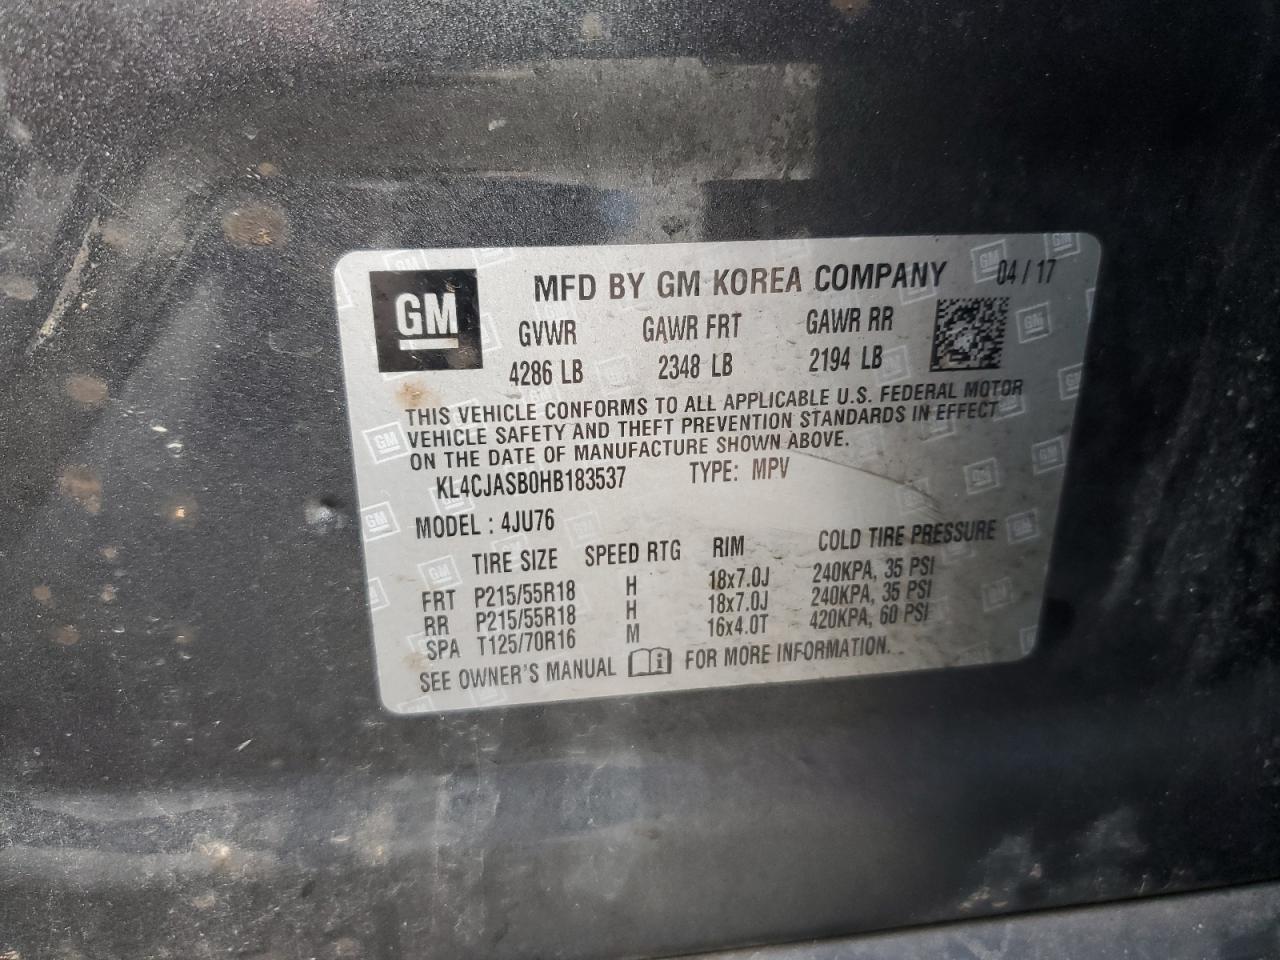 GM
MFD BY GM KOREA COMPANY 04 / 17
GVWR GAWR FRT GAWR RR
4286 LB 2348 LB 2194 LB
THIS VEHICLE CONFORMS TO ALL APPLICABLE U.S. FEDERAL MOTOR
VEHICLE SAFETY AND THEFT PREVENTION STANDARDS IN EFFECT
ON THE DATE OF MANUFACTURE SHOWN ABOVE.
KL4CJASB0HB183537 TYPE: MPV
MODEL : 4JU76
TIRE SIZE SPEED RTG RIM COLD TIRE PRESSURE
FRT P215/55R18 H 18x7.0J 240KPA, 35 PSI
RR P215/55R18 H 18x7.0J 240KPA, 35 PSI
SPA T125/70R16 M 16x4.0T 420KPA, 60 PSI
SEE OWNER'S MANUAL FOR MORE INFORMATION.